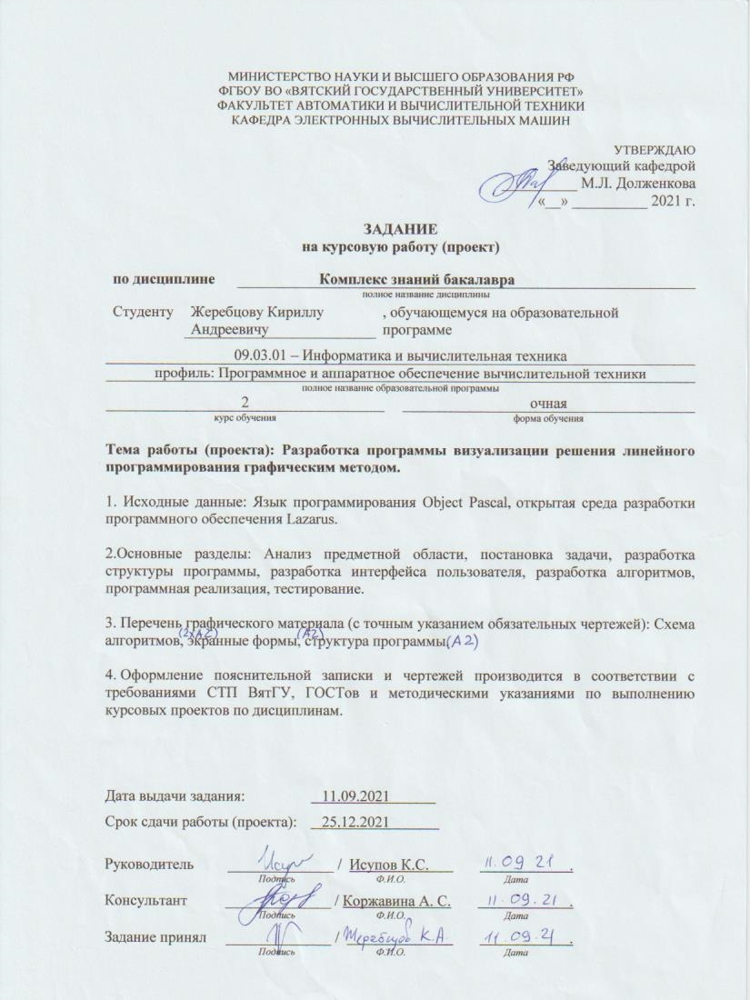 МИНИСТЕРСТВО НАУКИ И ВЫСШЕГО ОБРАЗОВАНИЯ РФ
ФГБОУ ВО «ВЯТСКИЙ ГОСУДАРСТВЕННЫЙ УНИВЕРСИТЕТ»
ФАКУЛЬТЕТ АВТОМАТИКИ И ВЫЧИСЛИТЕЛЬНОЙ ТЕХНИКИ
КАФЕДРА ЭЛЕКТРОННЫХ ВЫЧИСЛИТЕЛЬНЫХ МАШИН
УТВЕРЖДАЮ
Заведующий кафедрой
__________ М.Л. Долженкова
«__» __________ 2021 г.
ЗАДАНИЕ
на курсовую работу (проект)
по дисциплине Комплекс знаний бакалавра
полное название дисциплины
Студенту Жеребцову Кириллу , обучающемуся на образовательной
Андреевичу программе
09.03.01 – Информатика и вычислительная техника
профиль: Программное и аппаратное обеспечение вычислительной техники
полное название образовательной программы
2 очная
курс обучения форма обучения
Тема работы (проекта): Разработка программы визуализации решения линейного
программирования графическим методом.
1. Исходные данные: Язык программирования Object Pascal, открытая среда разработки
программного обеспечения Lazarus.
2.Основные разделы: Анализ предметной области, постановка задачи, разработка
структуры программы, разработка интерфейса пользователя, разработка алгоритмов,
программная реализация, тестирование.
3. Перечень графического материала (с точным указанием обязательных чертежей): Схема
(2хА2) (А2)
алгоритмов, экранные формы, структура программы(А2)
4. Оформление пояснительной записки и чертежей производится в соответствии с
требованиями СТП ВятГУ, ГОСТов и методическими указаниями по выполнению
курсовых проектов по дисциплинам.
Дата выдачи задания: 11.09.2021
Срок сдачи работы (проекта): 25.12.2021
Руководитель / Исупов К.С. 11.09 21 .
Подпись Ф.И.О. Дата
Консультант / Коржавина А. С. 11.09.21 .
Подпись Ф.И.О. Дата
Задание принял / Жеребцов К.А. 11.09.21 .
Подпись Ф.И.О. Дата